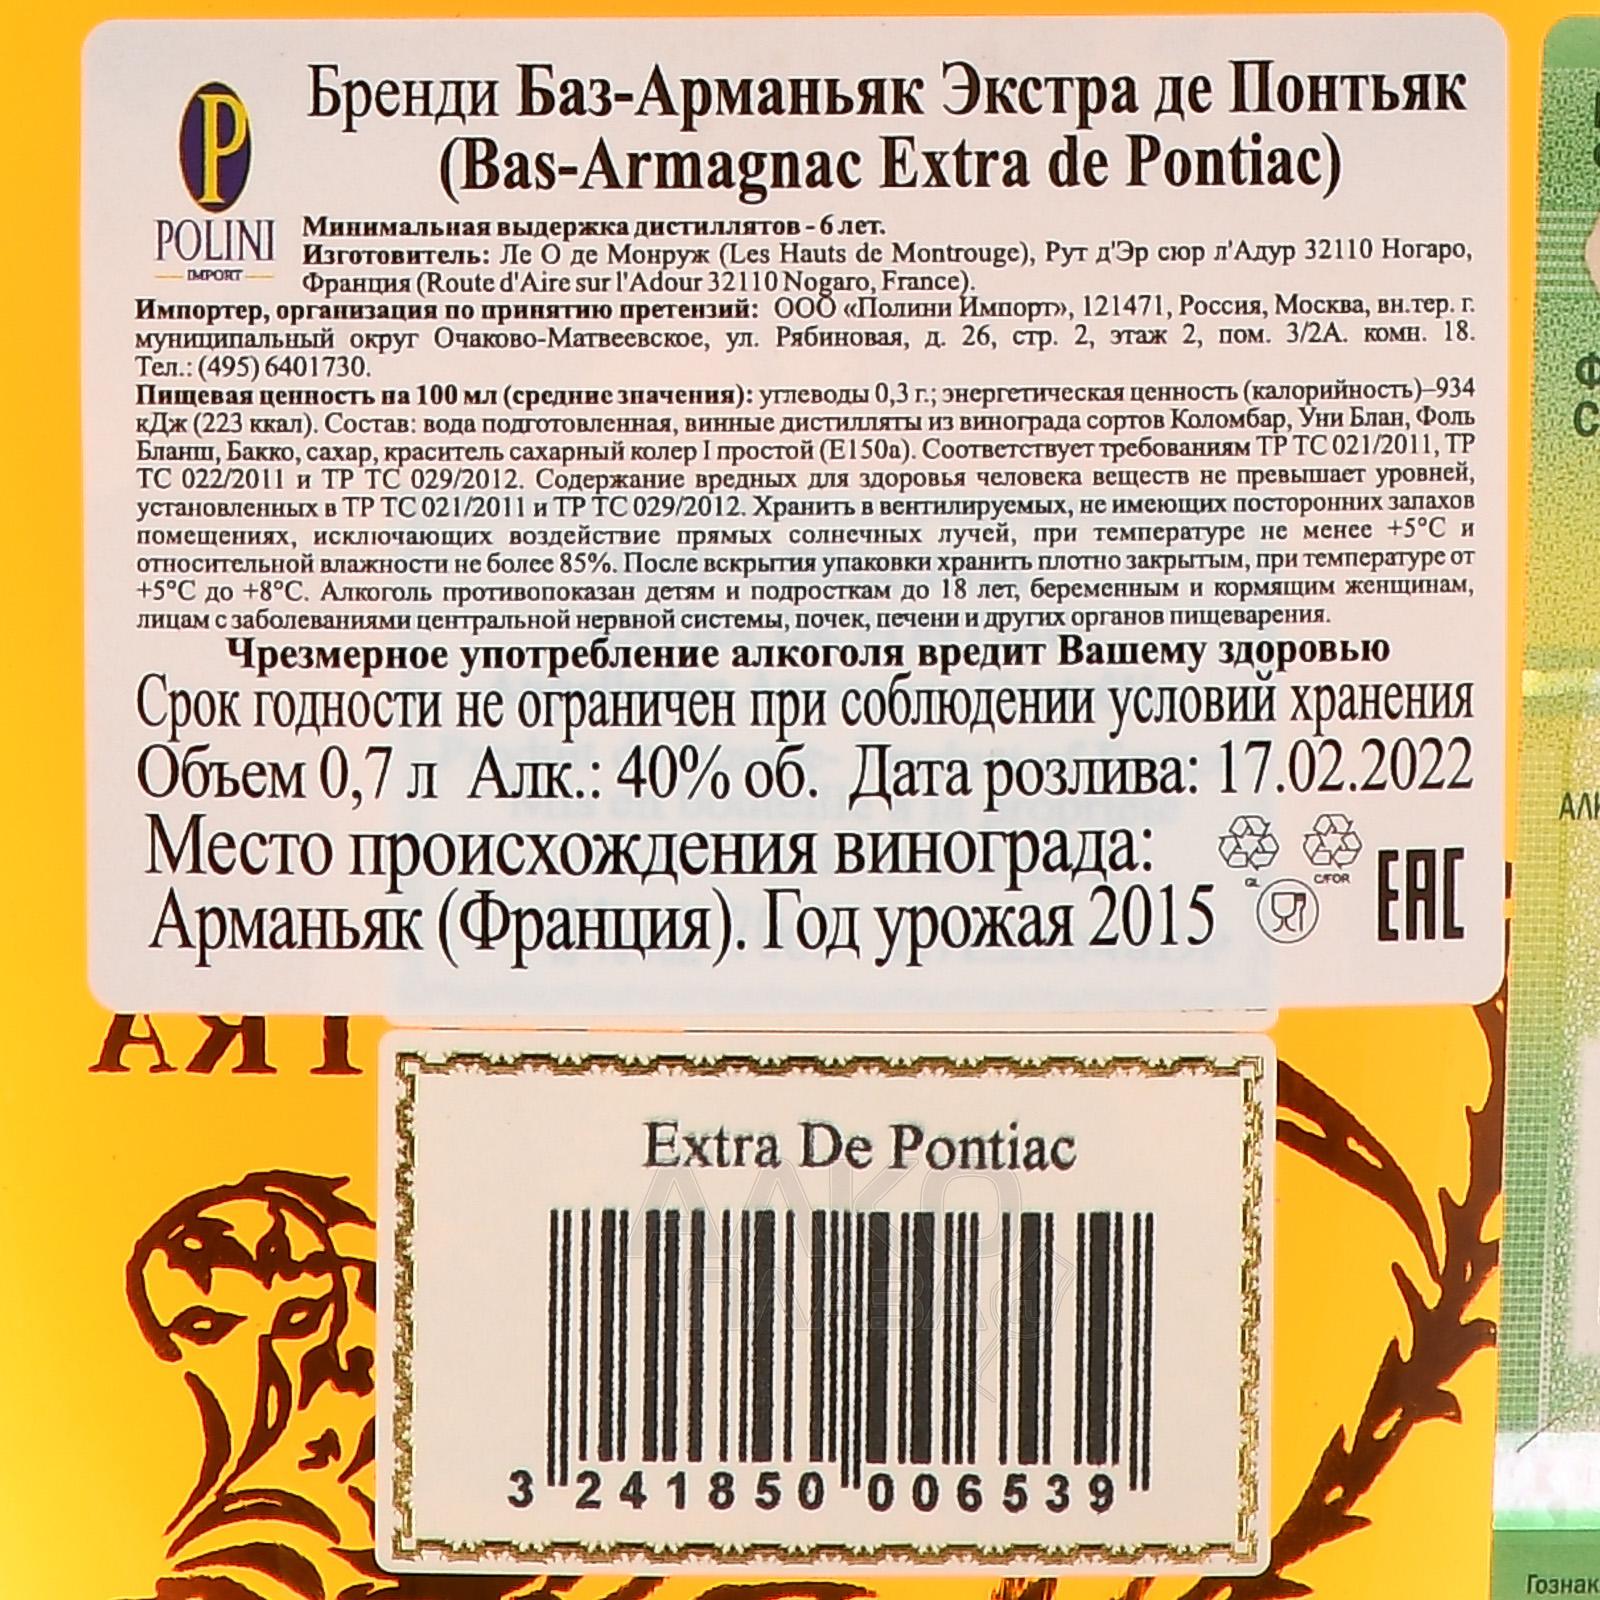 Бренди Баз-Арманьяк Экстра де Понтьяк
(Bas-Armagnac Extra de Pontiac)
POLINI
IMPORT
Минимальная выдержка дистиллятов - 6 лет.
Изготовитель: Ле О де Монруж (Les Hauts de Montrouge), Рут д'Эр сюр л'Адур 32110 Ногаро,
Франция (Route d'Aire sur l'Adour 32110 Nogaro, France).
Импортер, организация по принятию претензий: ООО «Полини Импорт», 121471, Россия, Москва, вн.тер. г.
муниципальный округ Очаково-Матвеевское, ул. Рябиновая, д. 26, стр. 2, этаж 2, пом. 3/2А. комн. 18.
Тел.: (495) 6401730.
Пищевая ценность на 100 мл (средние значения): углеводы 0,3 г.; энергетическая ценность (калорийность)–934
кДж (223 ккал). Состав: вода подготовленная, винные дистилляты из винограда сортов Коломбар, Уни Блан, Фоль
Бланш, Бакко, сахар, краситель сахарный колер I простой (Е150а). Соответствует требованиям ТР ТС 021/2011, ТР
ТС 022/2011 и ТР ТС 029/2012. Содержание вредных для здоровья человека веществ не превышает уровней,
установленных в ТР ТС 021/2011 и ТР ТС 029/2012. Хранить в вентилируемых, не имеющих посторонних запахов
помещениях, исключающих воздействие прямых солнечных лучей, при температуре не менее +5°С и
относительной влажности не более 85%. После вскрытия упаковки хранить плотно закрытым, при температуре от
+5°С до +8°С. Алкоголь противопоказан детям и подросткам до 18 лет, беременным и кормящим женщинам,
лицам с заболеваниями центральной нервной системы, почек, печени и других органов пищеварения.
Чрезмерное употребление алкоголя вредит Вашему здоровью
Срок годности не ограничен при соблюдении условий хранения
Объем 0,7 л Алк.: 40% об. Дата розлива: 17.02.2022
Место происхождения винограда:
Арманьяк (Франция). Год урожая 2015
GL C/FOR
EAC
Extra De Pontiac
АЛКО
ПЛАВА
3 241850 006539